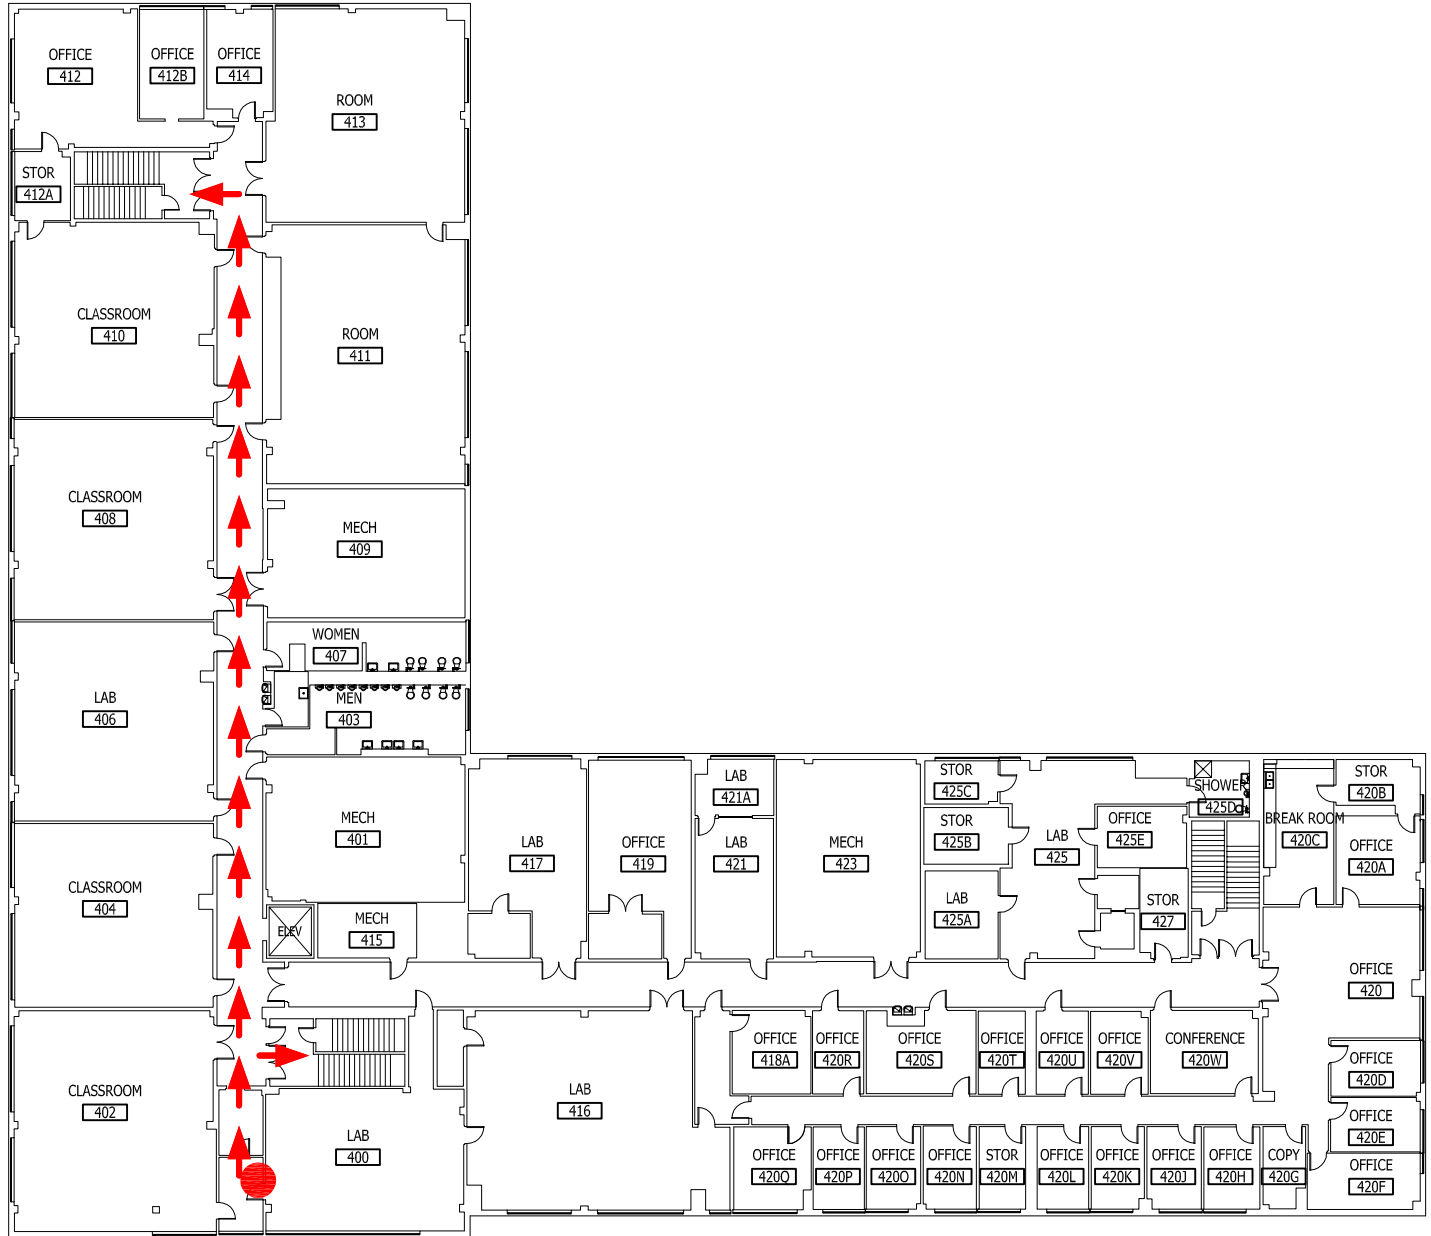 OFFICE
412
OFFICE
412B
OFFICE
414
ROOM
413
STOR
412A
CLASSROOM
410
ROOM
411
CLASSROOM
408
MECH
409
WOMEN
407
LAB
406
MEN
403
MECH
401
LAB
417
OFFICE
419
LAB
421A
LAB
421
MECH
423
STOR
425C
STOR
425B
LAB
425
OFFICE
425E
SHOWER
425D
BREAK ROOM
420C
STOR
420B
OFFICE
420A
CLASSROOM
404
ELEV
MECH
415
LAB
425A
STOR
427
OFFICE
420
CLASSROOM
402
LAB
400
LAB
416
OFFICE
418A
OFFICE
420R
OFFICE
420S
OFFICE
420T
OFFICE
420U
OFFICE
420V
CONFERENCE
420W
OFFICE
420D
OFFICE
420E
OFFICE
420F
OFFICE
420Q
OFFICE
420P
OFFICE
420O
OFFICE
420N
STOR
420M
OFFICE
420L
OFFICE
420K
OFFICE
420J
OFFICE
420H
COPY
420G